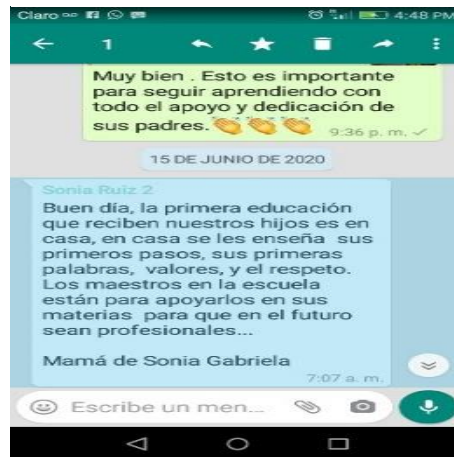 Claro 4:48 PM
1
Muy bien . Esto es importante
para seguir aprendiendo con
todo el apoyo y dedicación de
sus padres.👏👏👏 9:36 p. m.
15 DE JUNIO DE 2020
Sonia Ruiz 2
Buen día, la primera educación
que reciben nuestros hijos es en
casa, en casa se les enseña sus
primeros pasos, sus primeras
palabras, valores, y el respeto.
Los maestros en la escuela
están para apoyarlos en sus
materias para que en el futuro
sean profesionales...
Mamá de Sonia Gabriela
7:07 a. m.
Escribe un men...